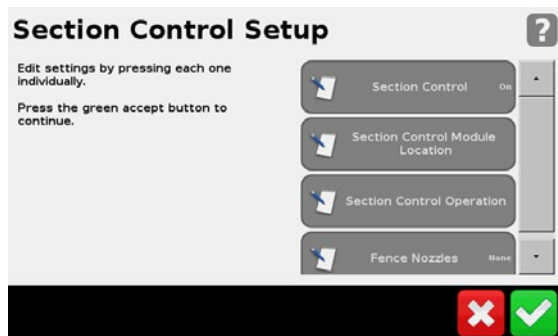 Section Control Setup
?
Edit settings by pressing each one
individually.
Press the green accept button to
continue.
Section Control On
Section Control Module
Location
Section Control Operation
Fence Nozzles None